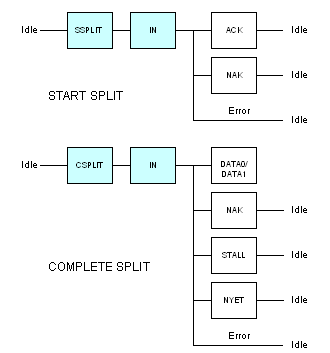 Idle SSPLIT IN ACK Idle
NAK Idle
START SPLIT
Error
Idle
Idle CSPLIT IN DATA0/
DATA1
NAK Idle
STALL Idle
COMPLETE SPLIT
NYET Idle
Error
Idle